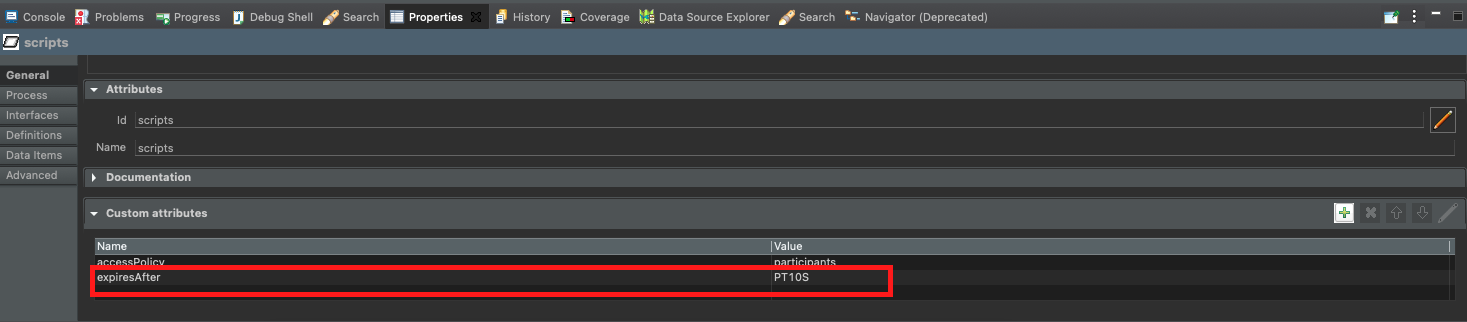 Console Problems Progress Debug Shell Search Properties History Coverage Data Source Explorer Search Navigator (Deprecated)
scripts
General
Process
Interfaces
Definitions
Data Items
Advanced
Attributes
Id scripts
Name scripts
Documentation
Custom attributes
Name Value
accessPolicy participants
expiresAfter PT10S